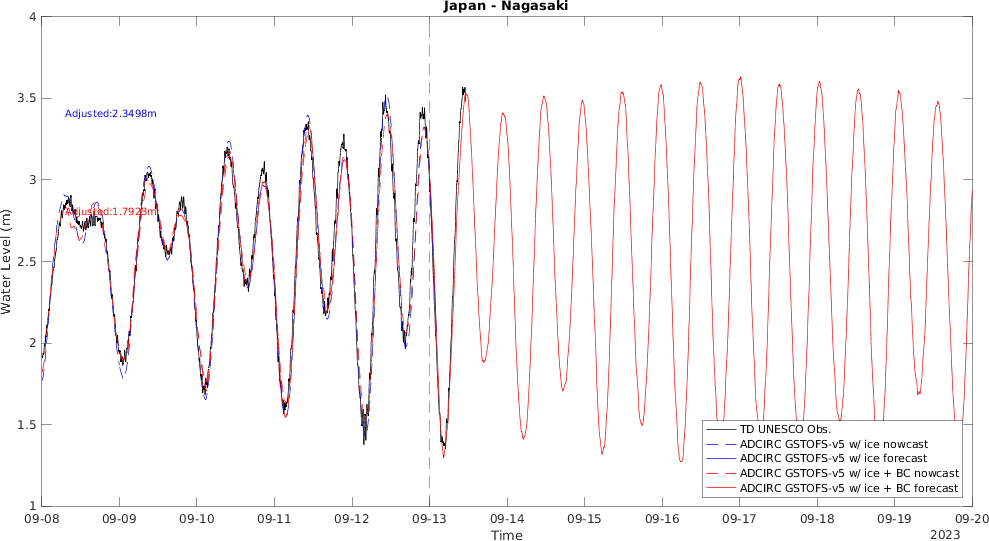 Japan - Nagasaki
4
3.5
3
2.5
2
1.5
1
Water Level (m)
Adjusted:2.3498m
Adjusted:1.7923m
TD UNESCO Obs.
ADCIRC GSTOFS-v5 w/ ice nowcast
ADCIRC GSTOFS-v5 w/ ice forecast
ADCIRC GSTOFS-v5 w/ ice + BC nowcast
ADCIRC GSTOFS-v5 w/ ice + BC forecast
09-08 09-09 09-10 09-11 09-12 09-13 09-14 09-15 09-16 09-17 09-18 09-19 09-20
Time
2023